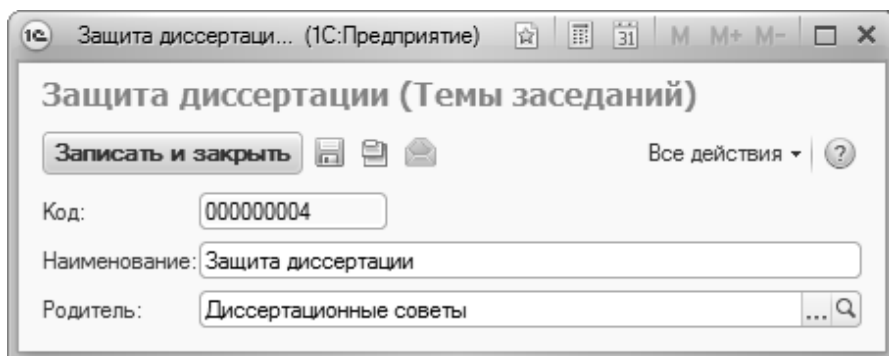 1С Защита диссертаци... (1С:Предприятие) 31 M M+ M-
Защита диссертации (Темы заседаний)
Записать и закрыть Все действия ?
Код: 000000004
Наименование: Защита диссертации
Родитель: Диссертационные советы ...